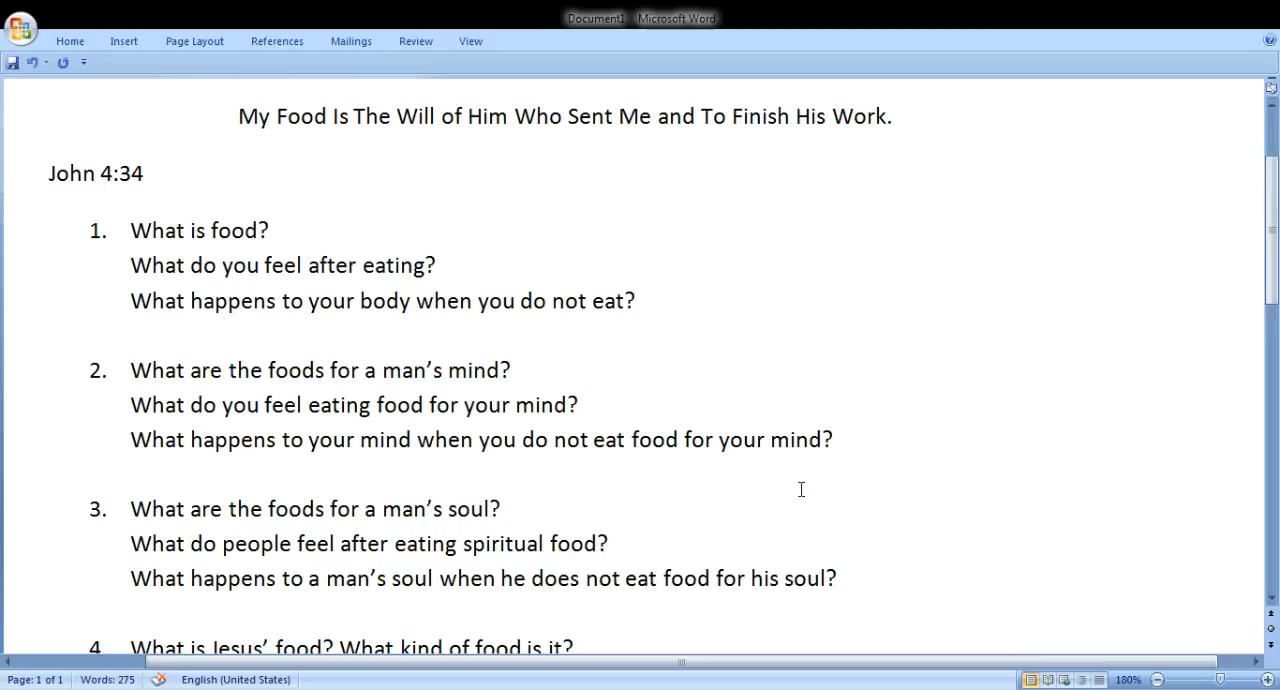 Document1 - Microsoft Word
Home Insert Page Layout References Mailings Review View
My Food Is The Will of Him Who Sent Me and To Finish His Work.
John 4:34
1. What is food?
What do you feel after eating?
What happens to your body when you do not eat?
2. What are the foods for a man’s mind?
What do you feel eating food for your mind?
What happens to your mind when you do not eat food for your mind?
3. What are the foods for a man’s soul?
What do people feel after eating spiritual food?
What happens to a man’s soul when he does not eat food for his soul?
4 What is Jesus’ food? What kind of food is it?
Page: 1 of 1 Words: 275 English (United States) 180%